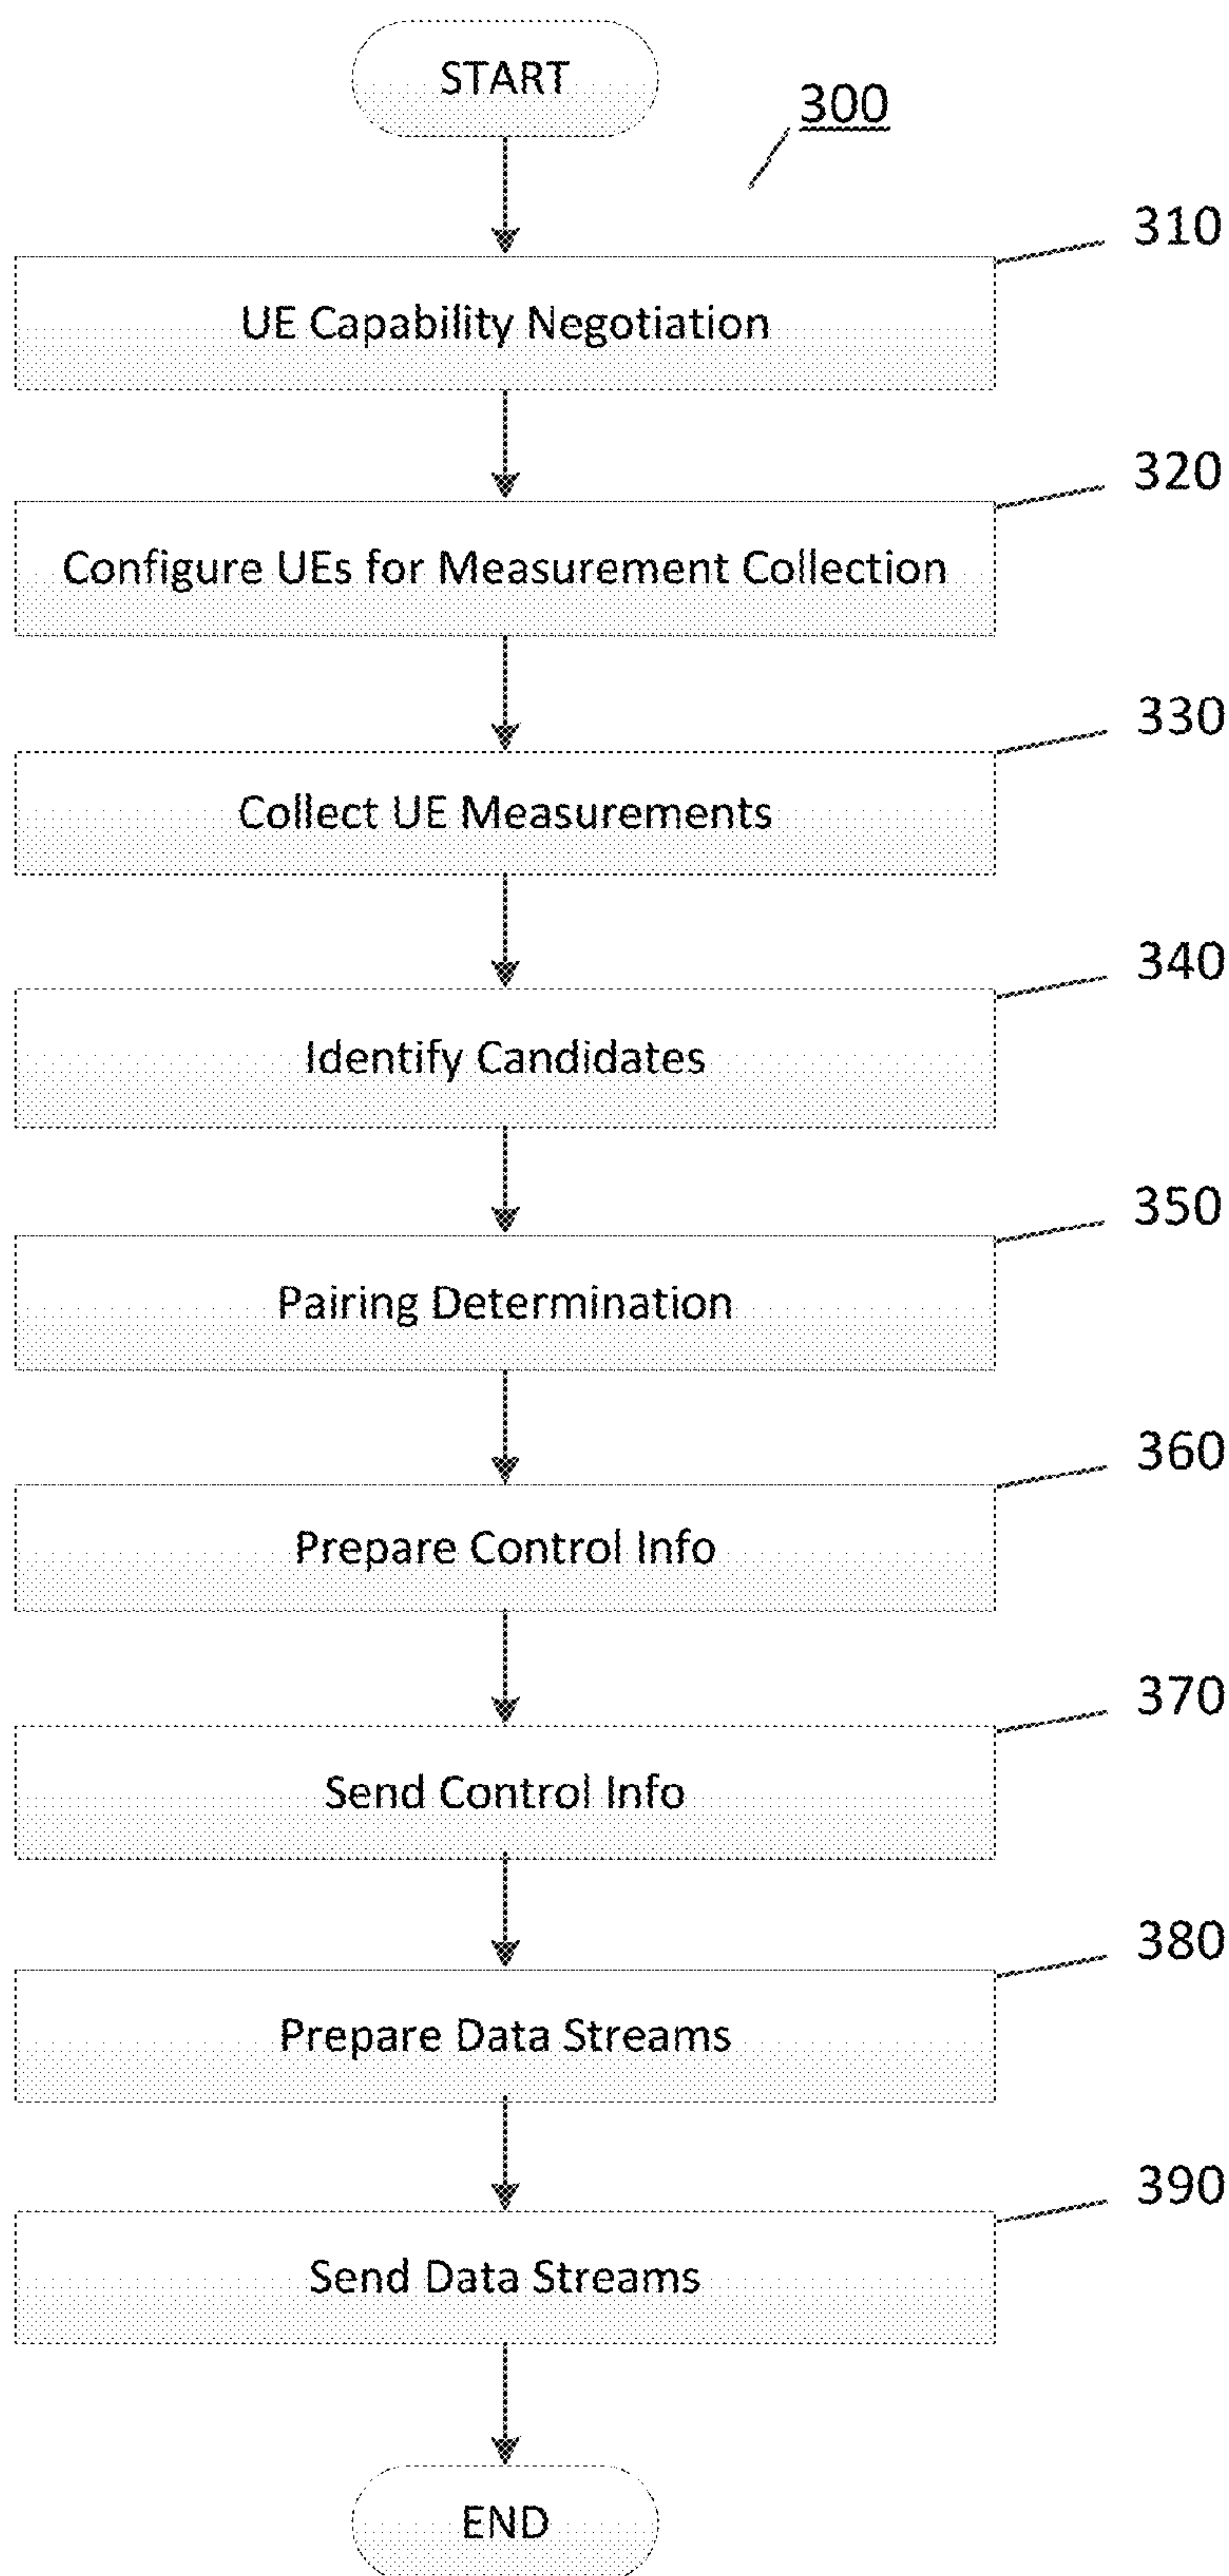 START
300
310
UE Capability Negotiation
320
Configure UEs for Measurement Collection
330
Collect UE Measurements
340
Identify Candidates
350
Pairing Determination
360
Prepare Control Info
370
Send Control Info
380
Prepare Data Streams
390
Send Data Streams
END